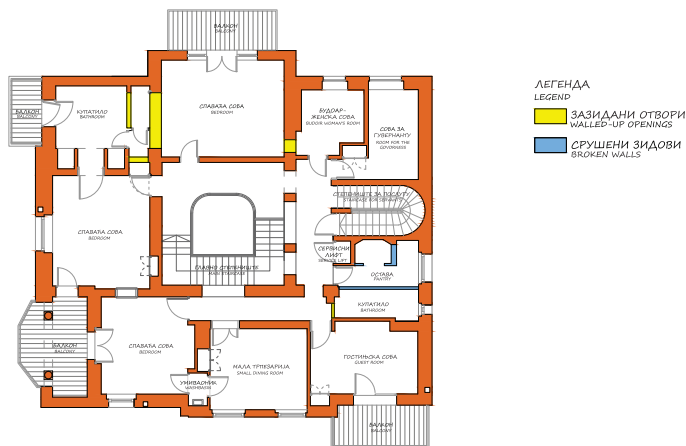 БАЛКОН
BALCONY
ЛЕГЕНДА
LEGEND
ЗАЗИДАНИ ОТВОРИ
WALLED-UP OPENINGS
СРУШЕНИ ЗИДОВИ
BROKEN WALLS
БАЛКОН
BALCONY
КУПАТИЛО
BATHROOM
СПАВАЋА СОБА
BEDROOM
БУДОАР-
ЖЕНСКА СОБА
BUDOIR WOMAN'S ROOM
СОБА ЗА
ГУВЕРНАНТУ
ROOM FOR THE
GOVERNESS
СТЕПЕНИШТЕ ЗА ПОСЛУГУ
STAIRCASE FOR SERVANTS
СПАВАЋА СОБА
BEDROOM
ГЛАВНО СТЕПЕНИШТЕ
MAIN STAIRCASE
СЕРВИСНИ
ЛИФТ
SERVICE LIFT
ОСТАВА
PANTRY
КУПАТИЛО
BATHROOM
БАЛКОН
BALCONY
СПАВАЋА СОБА
BEDROOM
МАЛА ТРПЕЗАРИЈА
SMALL DINING ROOM
ГОСТИЊСКА СОБА
GUEST ROOM
УМИВАОНИК
WASHBASIN
БАЛКОН
BALCONY